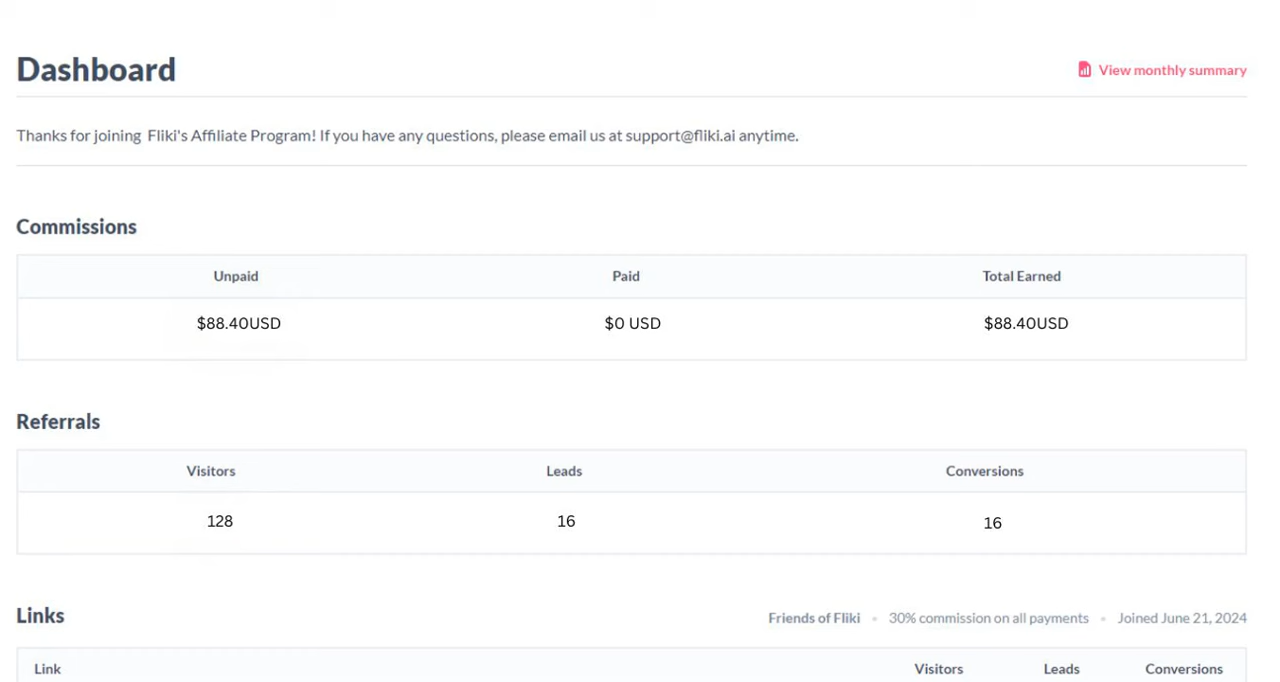 Dashboard
View monthly summary
Thanks for joining Fliki's Affiliate Program! If you have any questions, please email us at support@fliki.ai anytime.
Commissions
Unpaid Paid Total Earned
$88.40USD $0 USD $88.40USD
Referrals
Visitors Leads Conversions
128 16 16
Links
Friends of Fliki • 30% commission on all payments • Joined June 21, 2024
Link Visitors Leads Conversions